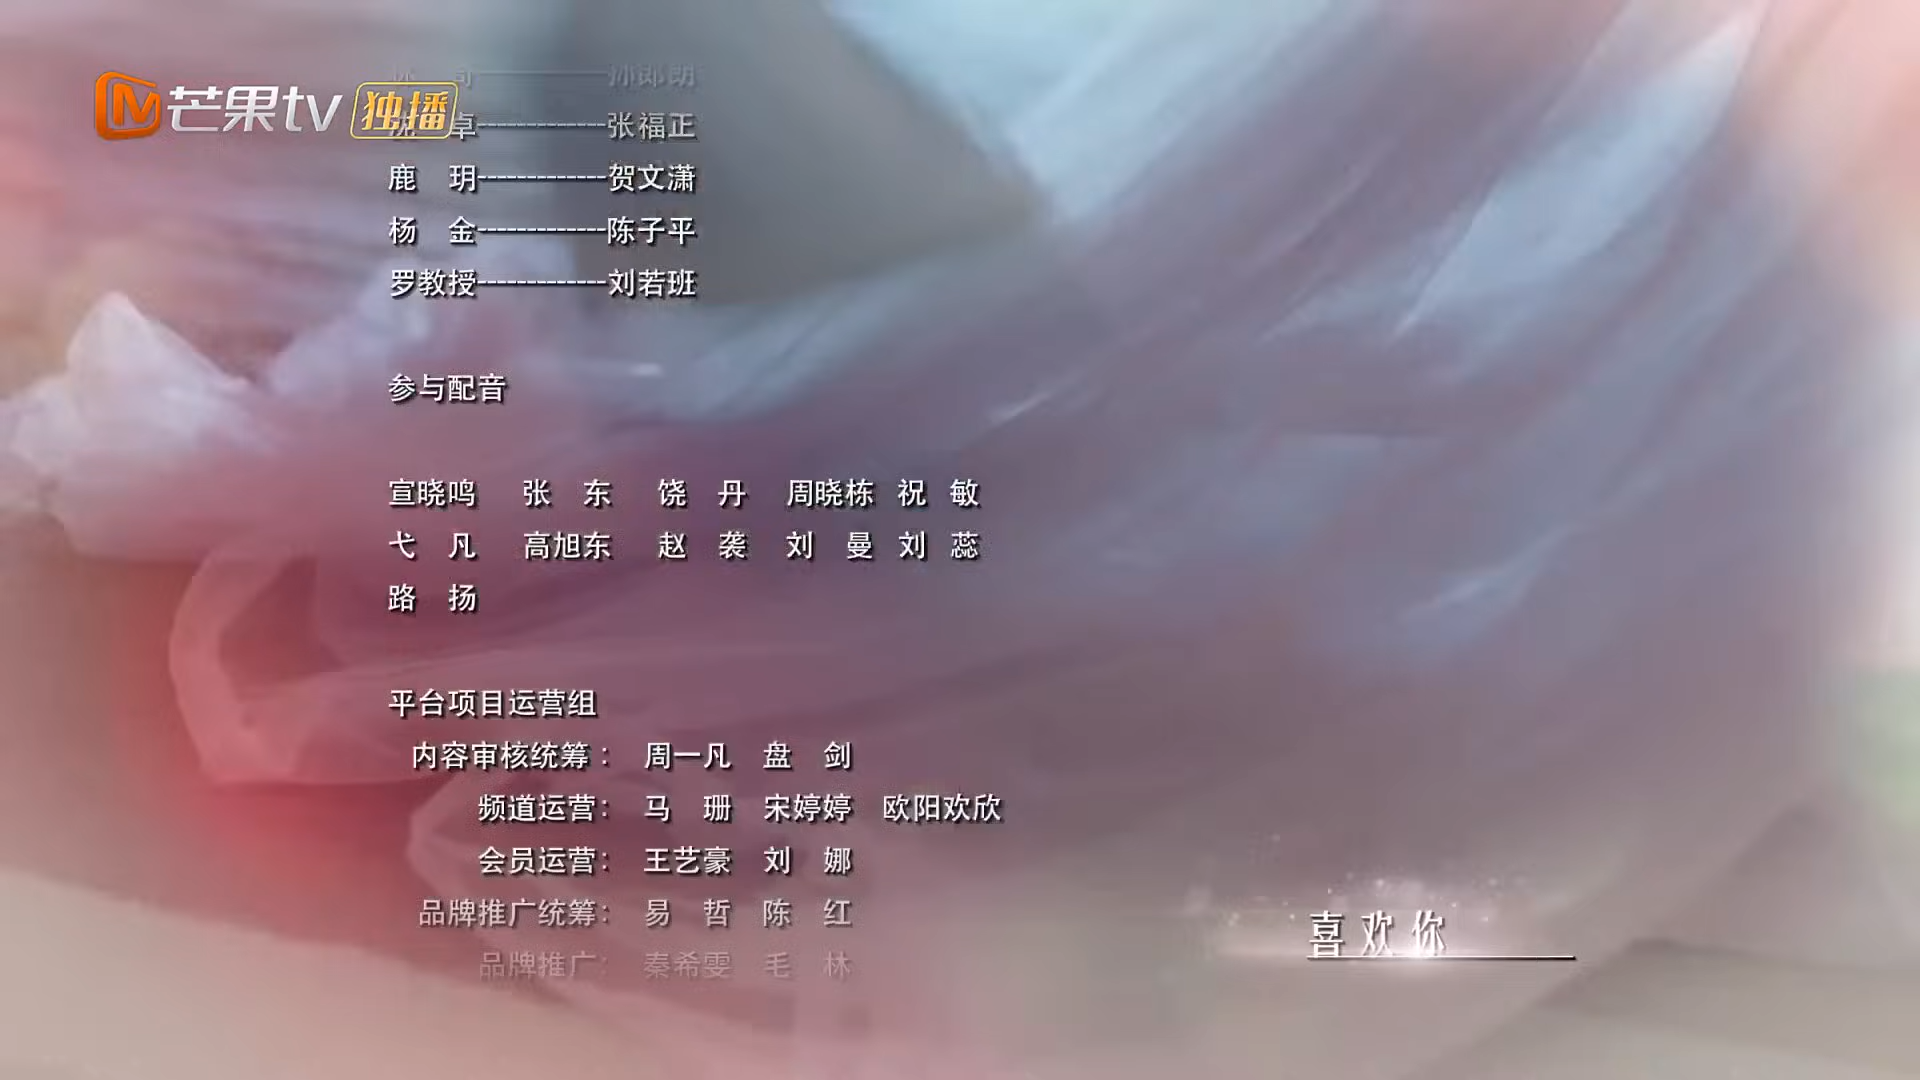 芒果tv 独播
卓------------张福正
鹿 玥------------贺文潇
杨 金------------陈子平
罗教授------------刘若班
参与配音
宣晓鸣 张 东 饶 丹 周晓栋 祝 敏
弋 凡 高旭东 赵 袭 刘 曼 刘 蕊
路 扬
平台项目运营组
内容审核统筹： 周一凡 盘 剑
频道运营： 马 珊 宋婷婷 欧阳欢欣
会员运营： 王艺豪 刘 娜
品牌推广统筹： 易 哲 陈 红
品牌推广： 秦希雯 毛 林
喜欢你